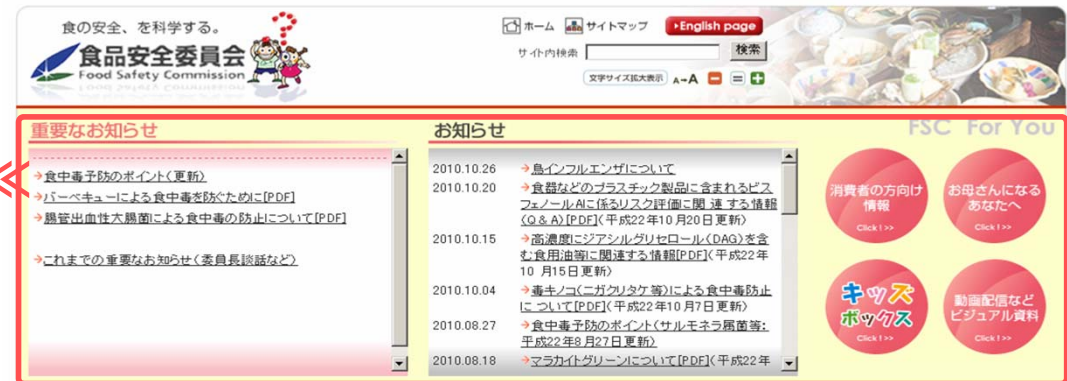 食の安全、を科学する。
食品安全委員会
Food Safety Commission
ホーム サイトマップ English page
サイト内検索 検索
文字サイズ拡大表示 A→A
重要なお知らせ
食中毒予防のポイント(更新)
バーベキューによる食中毒を防ぐために[PDF]
腸管出血性大腸菌による食中毒の防止について[PDF]
これまでの重要なお知らせ(委員長談話など)
お知らせ
2010.10.26 鳥インフルエンザについて
2010.10.20 食器などのプラスチック製品に含まれるビス
フェノールAに係るリスク評価に関 連 する情報
(Q & A) [PDF](平成22年10月20日更新)
2010.10.15 高濃度にジアシルグリセロール(DAG)を含
む食用油等に関連する情報[PDF](平成22年
10 月15日更新)
2010.10.04 毒キノコ(ニガクリタケ等)による食中毒防止
に ついて[PDF](平成22年10月7日更新)
2010.08.27 食中毒予防のポイント(サルモネラ属菌等:
平成22年8月27日更新)
2010.08.18 マラカイトグリーンについて[PDF](平成22年
FSC For You
消費者の方向け
情報
Click ! >>
お母さんになる
あなたへ
Click ! >>
キッズ
ボックス
Click ! >>
動画配信など
ビジュアル資料
Click ! >>